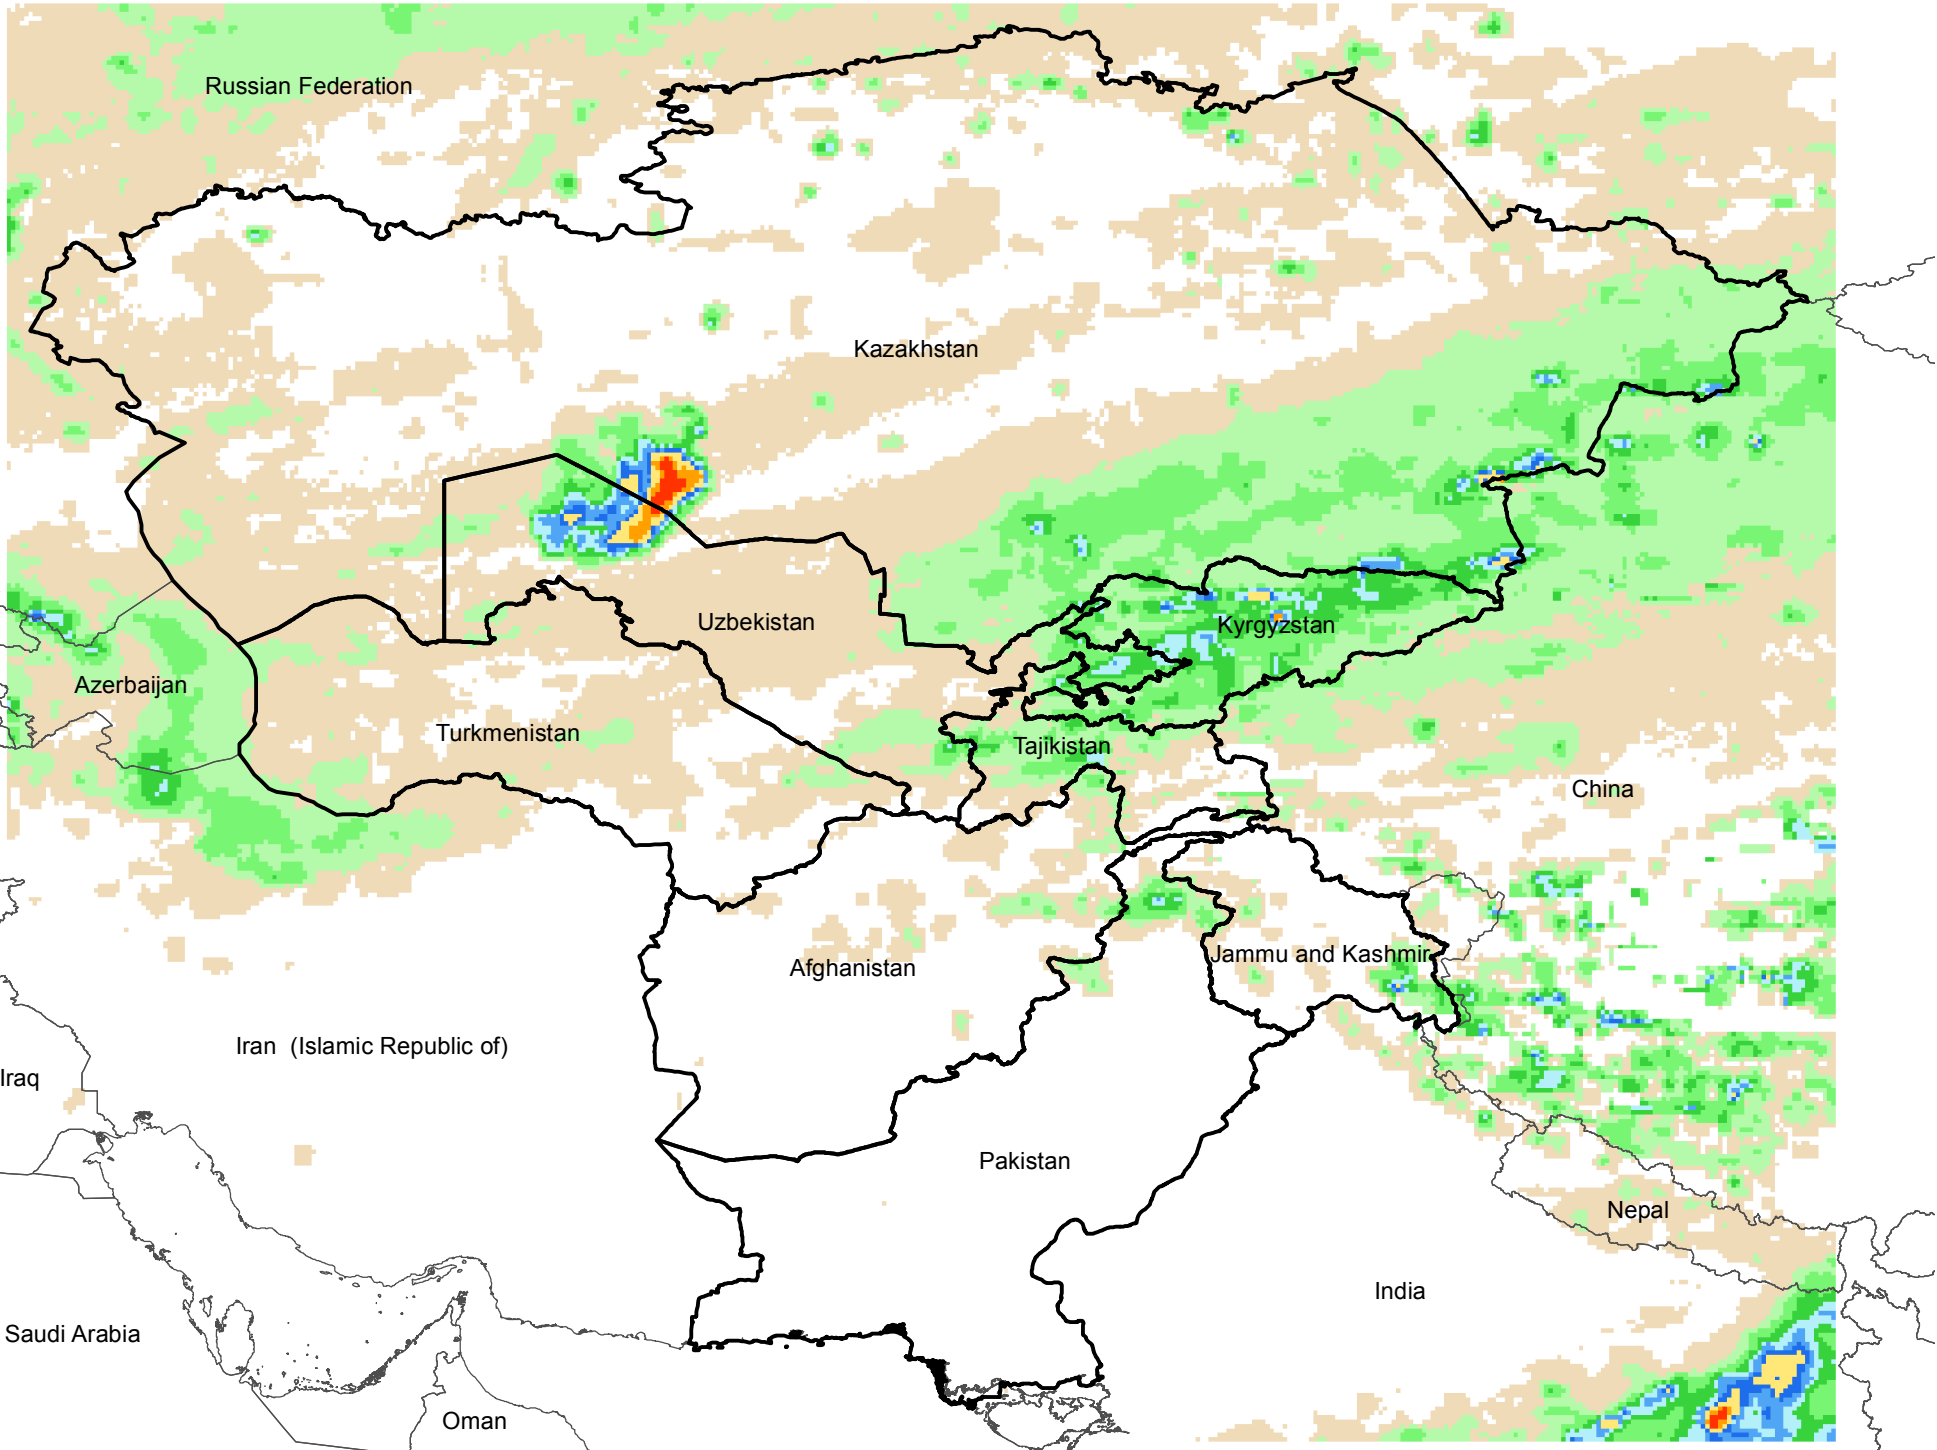 Russian Federation
Kazakhstan
Uzbekistan
Kyrgyzstan
Azerbaijan
Turkmenistan
Tajikistan
China
Afghanistan
Jammu and Kashmir
Iran  (Islamic Republic of)
Iraq
Pakistan
Nepal
India
Saudi Arabia
Oman